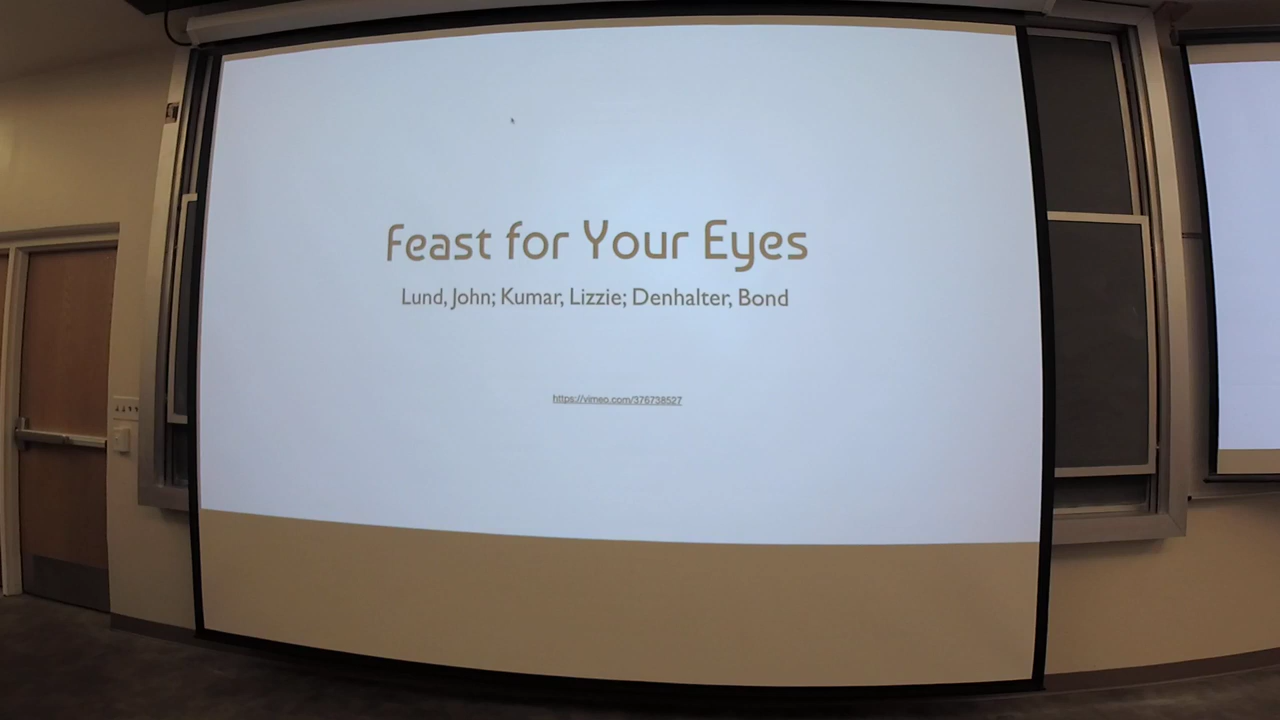 Feast for Your Eyes
Lund, John; Kumar, Lizzie; Denhalter, Bond
https://vimeo.com/376738527